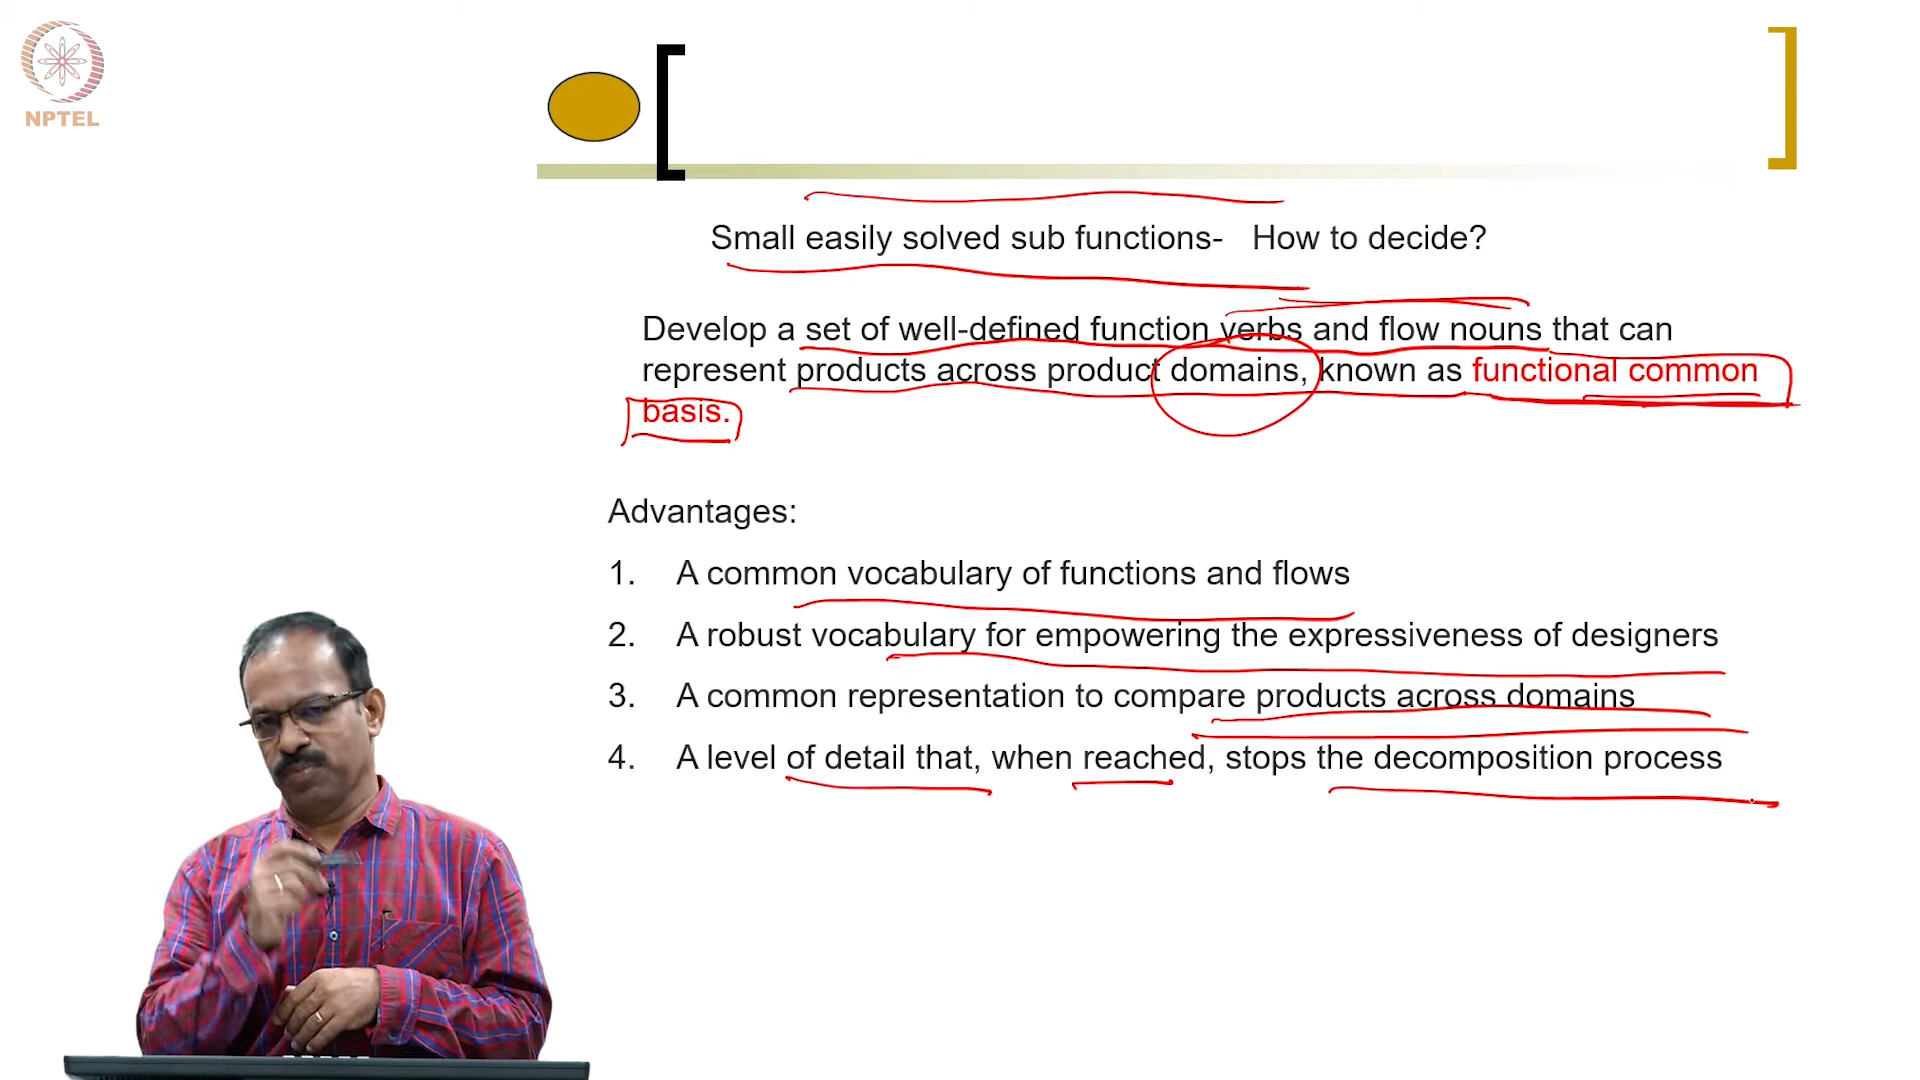 NPTEL
Small easily solved sub functions- How to decide?
Develop a set of well-defined function verbs and flow nouns that can
represent products across product domains, known as functional common
basis.
Advantages:
1. A common vocabulary of functions and flows
2. A robust vocabulary for empowering the expressiveness of designers
3. A common representation to compare products across domains
4. A level of detail that, when reached, stops the decomposition process